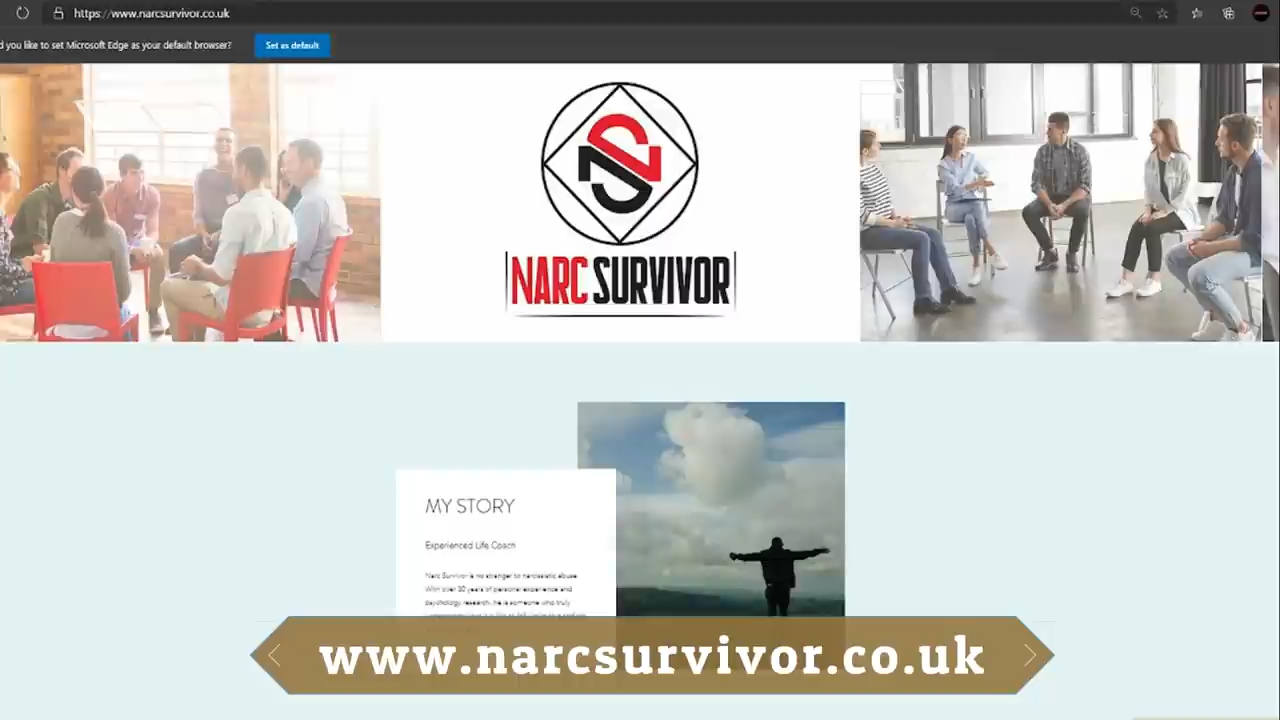 https://www.narcsurvivor.co.uk
d you like to set Microsoft Edge as your default browser?
Set as default
NS
NARC SURVIVOR
MY STORY
Experienced Life Coach
Narc Survivor is no stranger to narcissistic abuse.
With over 30 years of personal experience and
psychology research, he is someone who truly
www.narcsurvivor.co.uk